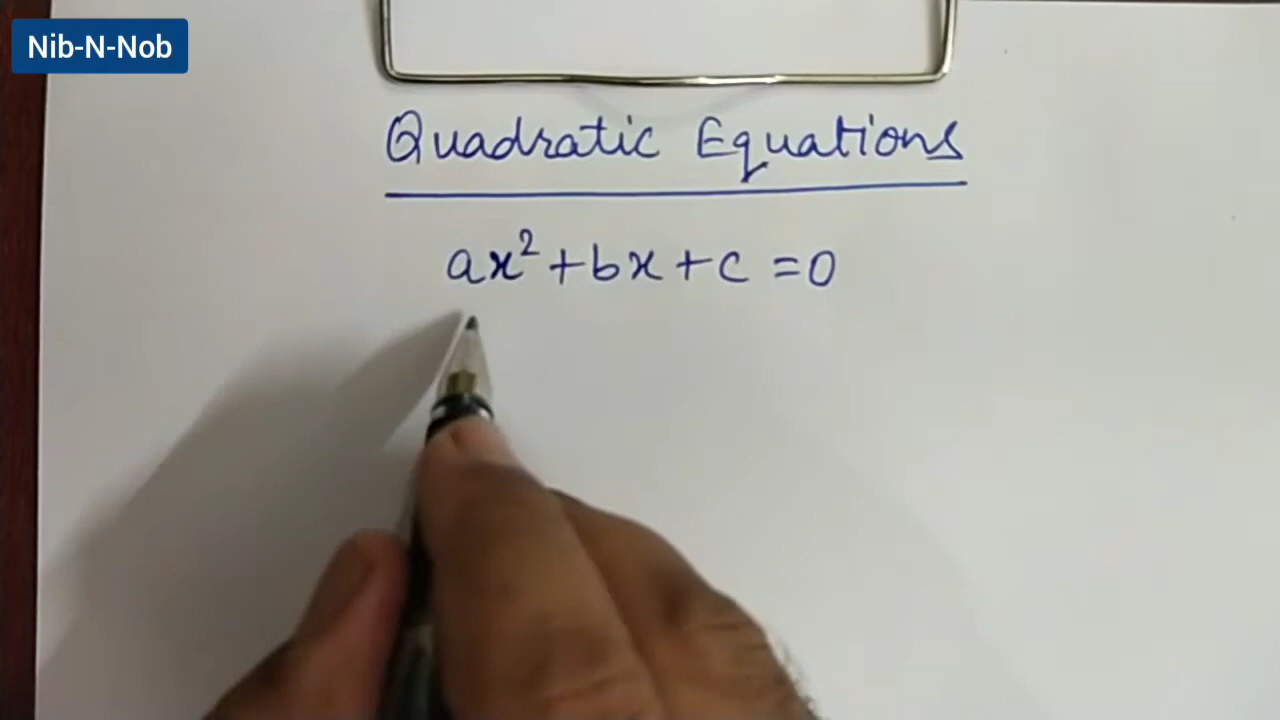 Nib-N-Nob
Quadratic Equations
ax² + bx + c = 0